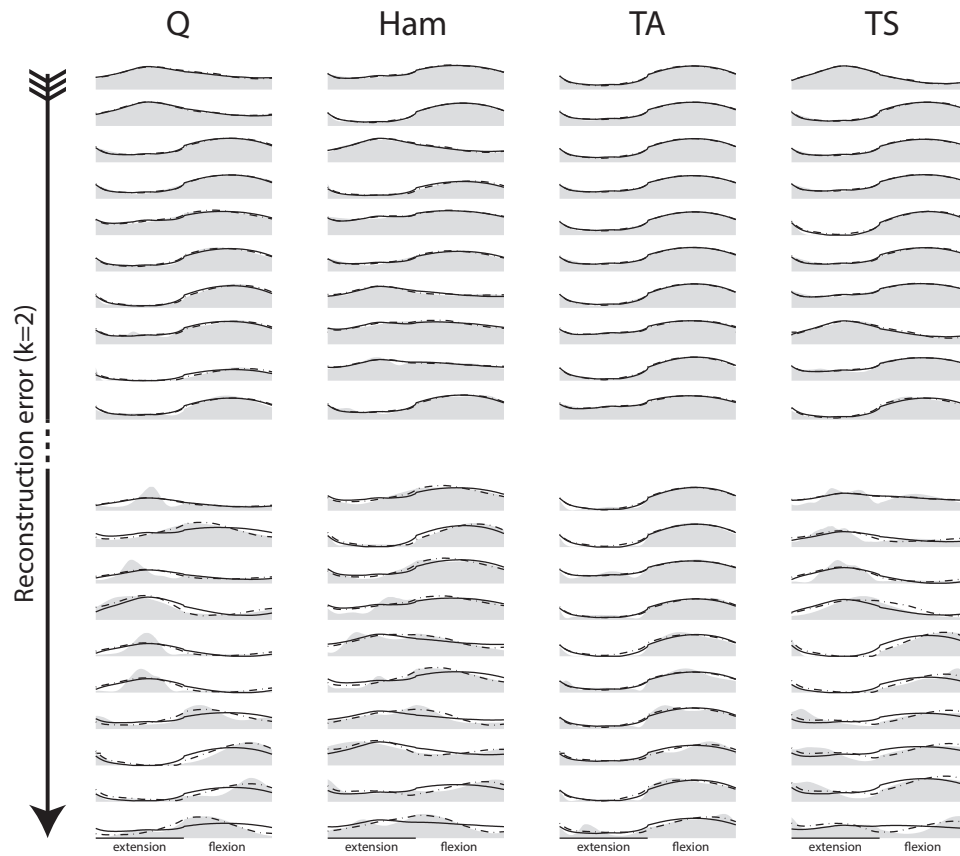 Q Ham TA TS
Reconstruction error (k=2)
extension flexion extension flexion extension flexion extension flexion